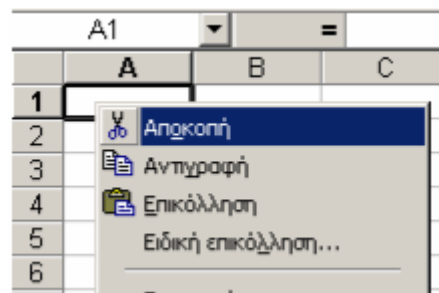 A1 =
A B C
1
2 Αποκοπή
3 Αντιγραφή
4 Επικόλληση
5 Ειδική επικόλληση...
6